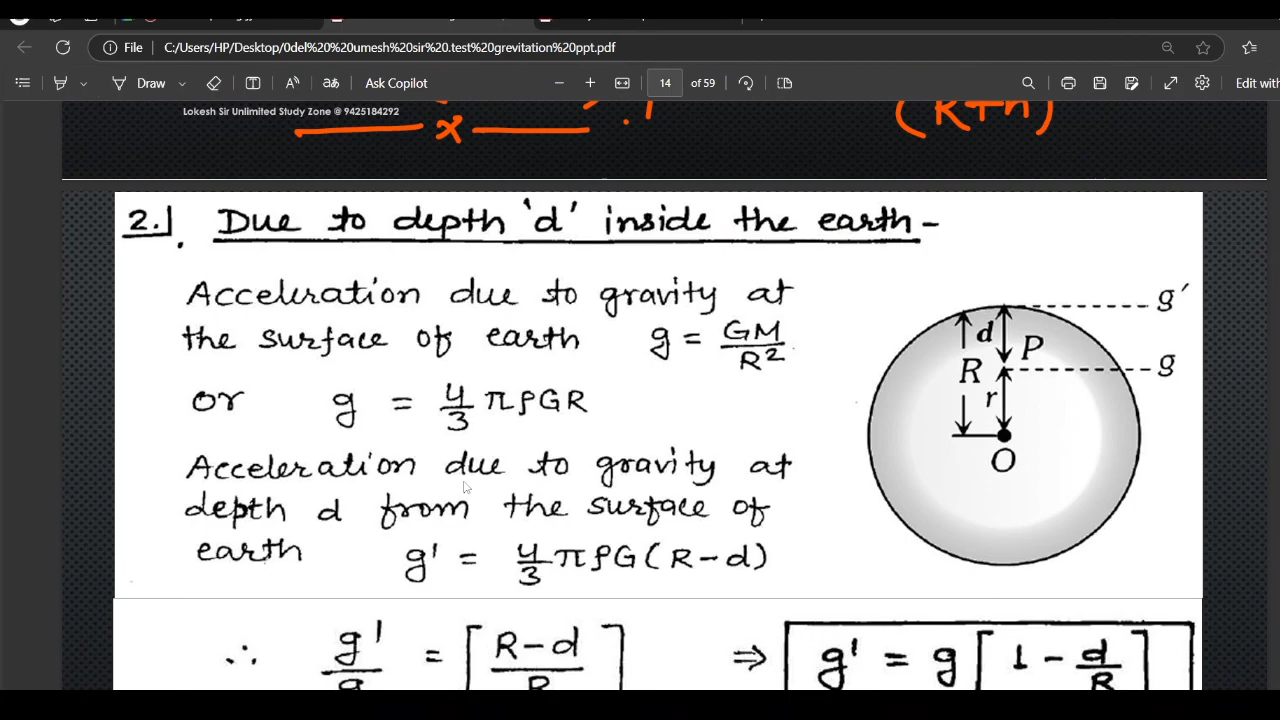 File C:/Users/HP/Desktop/0del%20%20umesh%20sir%20.test%20grevitation%20ppt.pdf
Draw
Ask Copilot
14 of 59
Edit with
Lokesh Sir Unlimited Study Zone @ 9425184292
(R+h)
2.] Due to depth 'd' inside the earth-
Acceleration due to gravity at
the surface of earth g = GM/R²
or g = 4/3 πρGR
Acceleration due to gravity at
depth d from the surface of
earth g' = 4/3 πρG(R-d)
g'
d P
g
R
r
O
∴ g'/g = [R-d/R] ⇒ g' = g[1 - d/R]